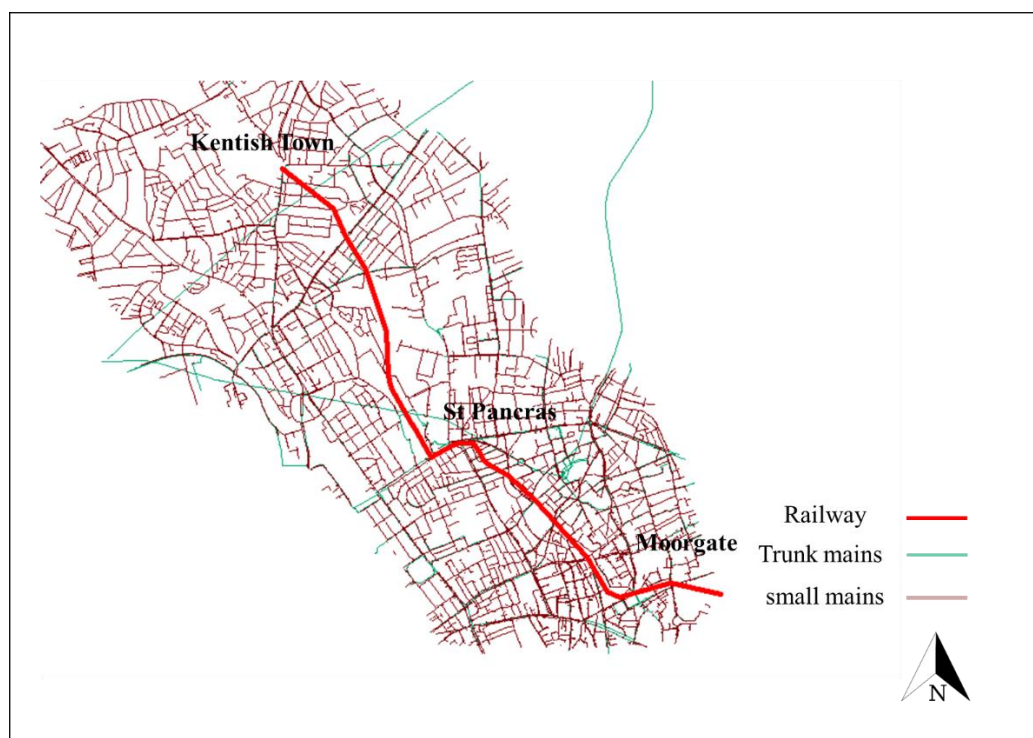 Kentish Town
St Pancras
Moorgate
Railway
Trunk mains
small mains
N